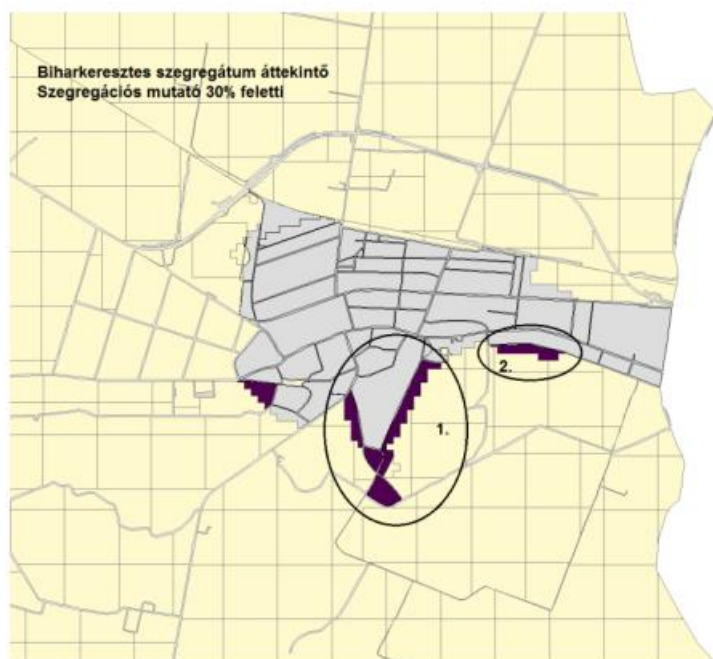 Biharkeresztes szegregátum áttekintő
Szegregációs mutató 30% feletti
2.
1.